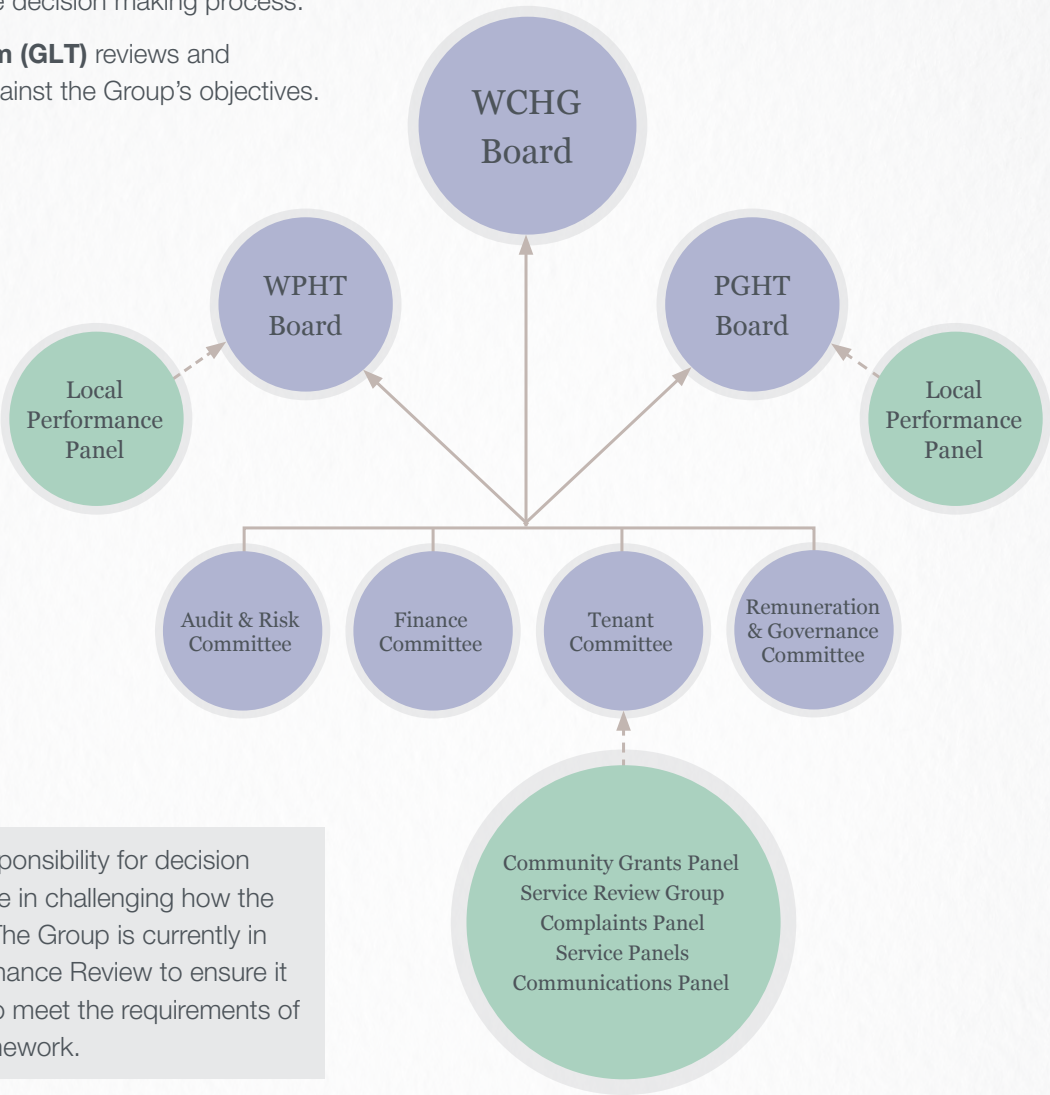 e decision making process.
m (GLT) reviews and
ainst the Group's objectives.
WCHG
Board
WPHT
Board
PGHT
Board
Local
Performance
Panel
Local
Performance
Panel
Audit & Risk
Committee
Finance
Committee
Tenant
Committee
Remuneration
& Governance
Committee
Community Grants Panel
Service Review Group
Complaints Panel
Service Panels
Communications Panel
ponsibility for decision
e in challenging how the
The Group is currently in
nance Review to ensure it
o meet the requirements of
nework.